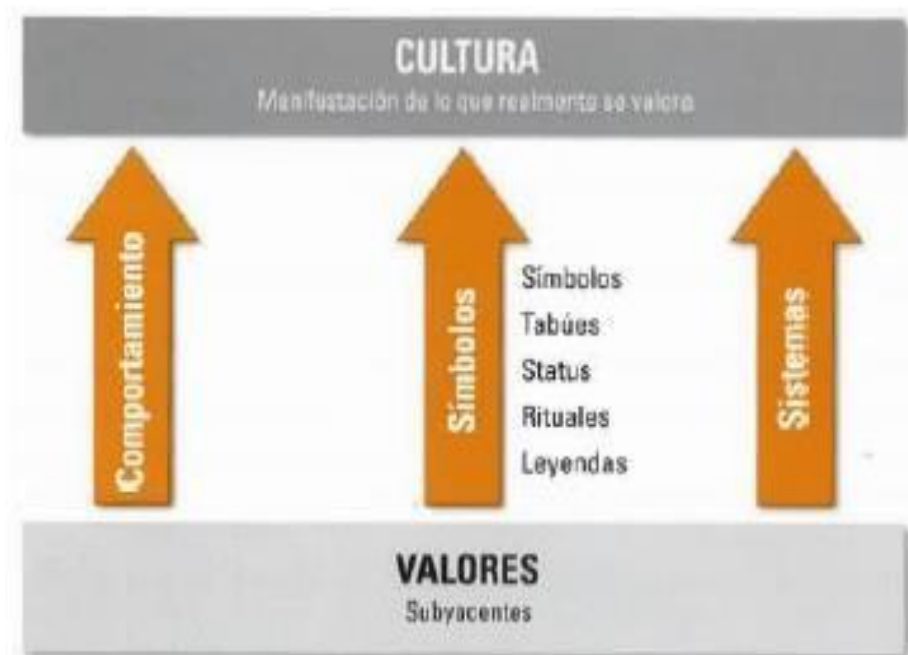 CULTURA
Manifestación de lo que realmente se valora
Comportamiento
Símbolos
Símbolos
Tabúes
Status
Rituales
Leyendas
Sistemas
VALORES
Subyacentes